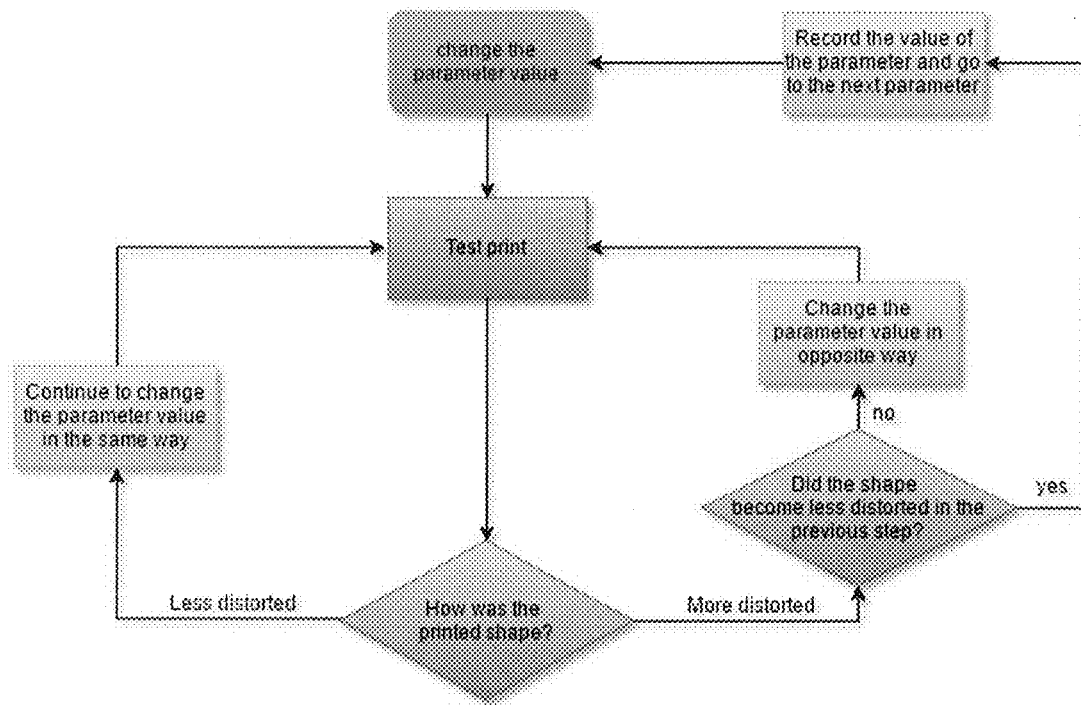 change the
parameter value
Record the value of
the parameter and go
to the next parameter
Test print
Change the
parameter value in
opposite way
Continue to change
the parameter value
in the same way
no
Did the shape
become less distorted in the
previous step?
yes
Less distorted
How was the
printed shape?
More distorted